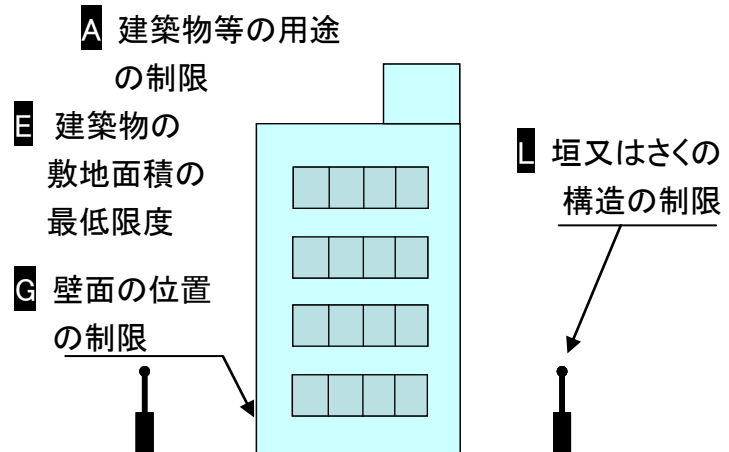 A 建築物等の用途
の制限
E 建築物の
敷地面積の
最低限度
L 垣又はさくの
構造の制限
G 壁面の位置
の制限